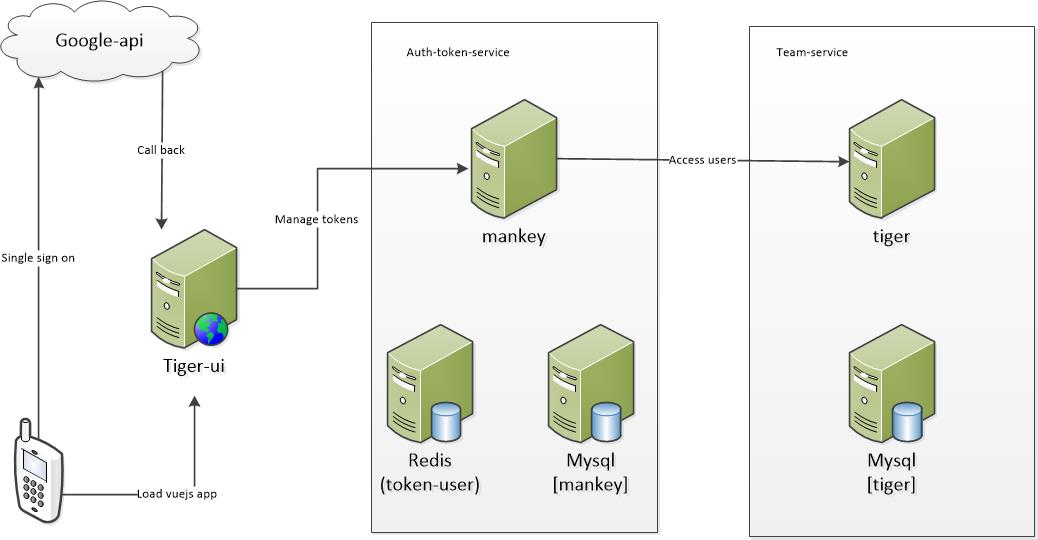 Google-api
Auth-token-service
Team-service
Call back
Access users
Manage tokens
mankey
tiger
Single sign on
Tiger-ui
Redis
(token-user)
Mysql
[mankey]
Mysql
[tiger]
Load vuejs app